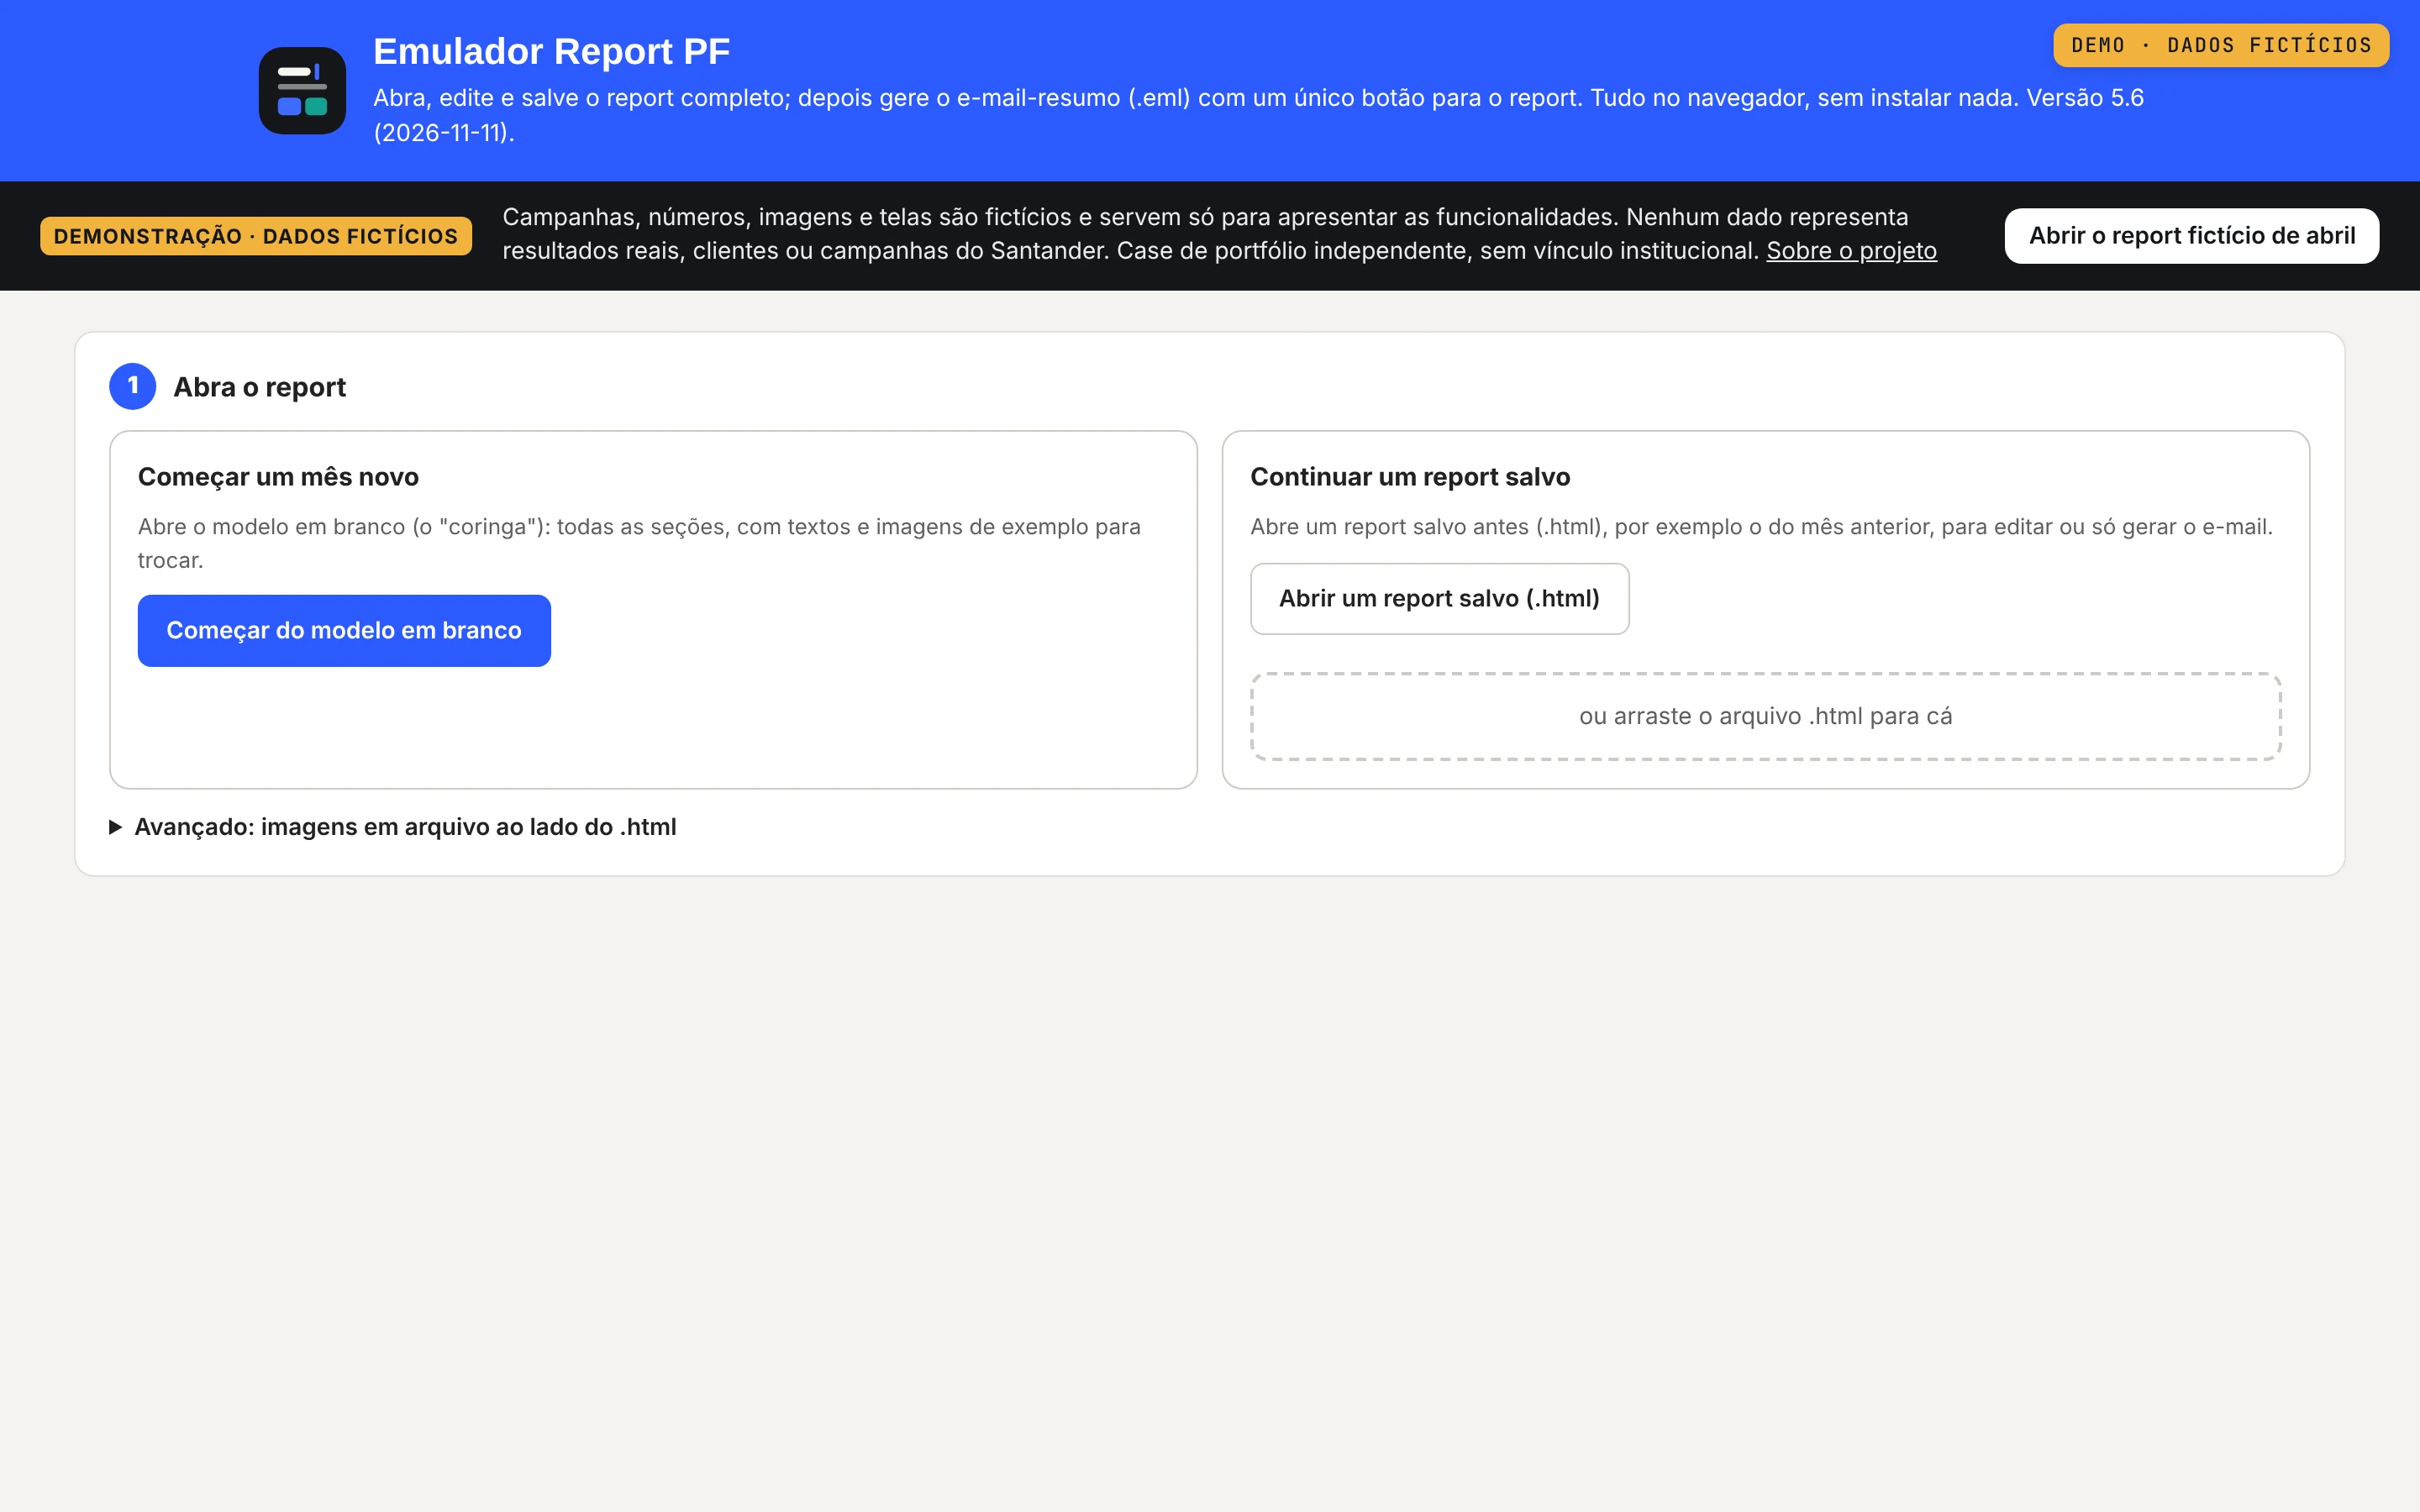 Emulador Report PF
DEMO · DADOS FICTÍCIOS
Abra, edite e salve o report completo; depois gere o e-mail-resumo (.eml) com um único botão para o report. Tudo no navegador, sem instalar nada. Versão 5.6
(2026-11-11).
DEMONSTRAÇÃO · DADOS FICTÍCIOS
Campanhas, números, imagens e telas são fictícios e servem só para apresentar as funcionalidades. Nenhum dado representa
resultados reais, clientes ou campanhas do Santander. Case de portfólio independente, sem vínculo institucional. Sobre o projeto
Abrir o report fictício de abril
1 Abra o report
Começar um mês novo
Abre o modelo em branco (o "coringa"): todas as seções, com textos e imagens de exemplo para
trocar.
Começar do modelo em branco
Continuar um report salvo
Abre um report salvo antes (.html), por exemplo o do mês anterior, para editar ou só gerar o e-mail.
Abrir um report salvo (.html)
ou arraste o arquivo .html para cá
Avançado: imagens em arquivo ao lado do .html